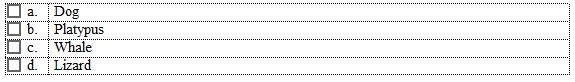 a. Dog
b. Platypus
c. Whale
d. Lizard